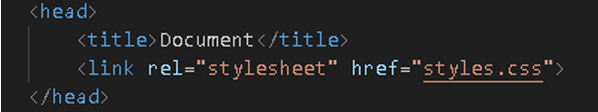 <head>
<title>Document</title>
<link rel="stylesheet" href="styles.css">
</head>